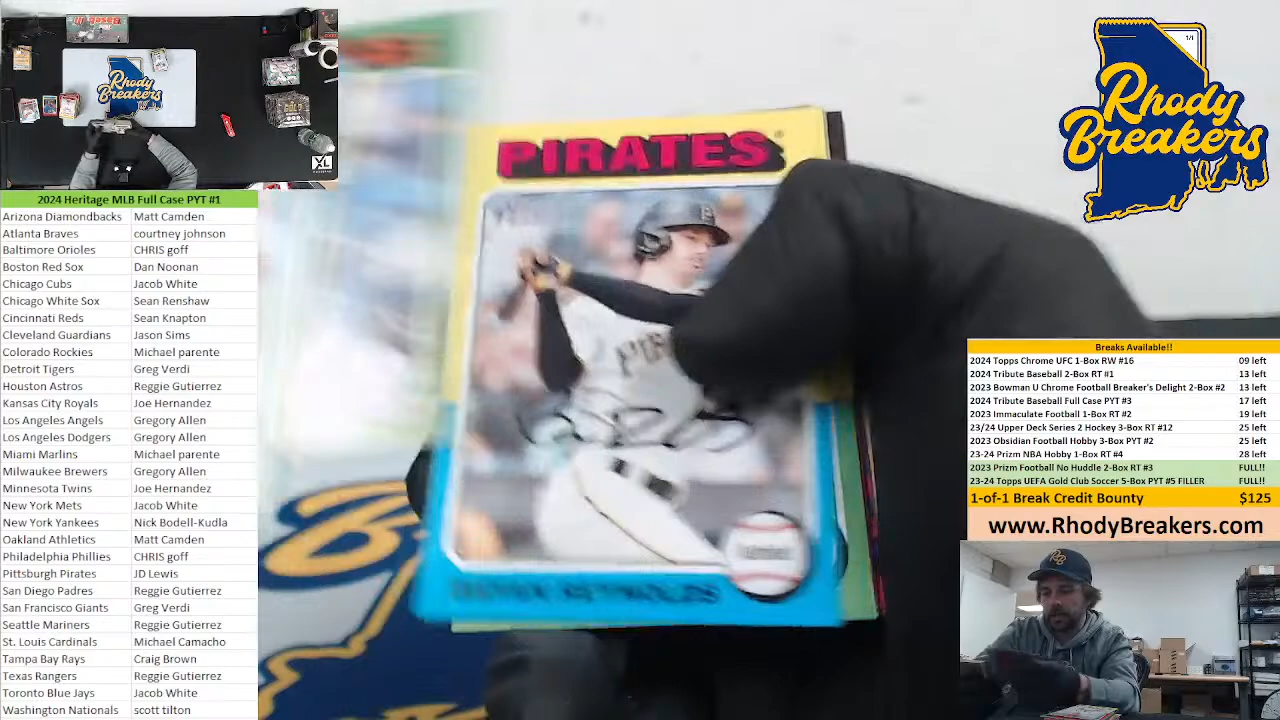 Rhody
Breakers
XL
2024 Heritage MLB Full Case PYT #1
Arizona Diamondbacks Matt Camden
Atlanta Braves courtney johnson
Baltimore Orioles CHRIS goff
Boston Red Sox Dan Noonan
Chicago Cubs Jacob White
Chicago White Sox Sean Renshaw
Cincinnati Reds Sean Knapton
Cleveland Guardians Jason Sims
Colorado Rockies Michael parente
Detroit Tigers Greg Verdi
Houston Astros Reggie Gutierrez
Kansas City Royals Joe Hernandez
Los Angeles Angels Gregory Allen
Los Angeles Dodgers Gregory Allen
Miami Marlins Michael parente
Milwaukee Brewers Gregory Allen
Minnesota Twins Joe Hernandez
New York Mets Jacob White
New York Yankees Nick Bodell-Kudla
Oakland Athletics Matt Camden
Philadelphia Phillies CHRIS goff
Pittsburgh Pirates JD Lewis
San Diego Padres Reggie Gutierrez
San Francisco Giants Greg Verdi
Seattle Mariners Reggie Gutierrez
St. Louis Cardinals Michael Camacho
Tampa Bay Rays Craig Brown
Texas Rangers Reggie Gutierrez
Toronto Blue Jays Jacob White
Washington Nationals scott tilton
PIRATES
P
PIR
REYNOLDS
1/1
Rhody
Breakers
Breaks Available!!
2024 Topps Chrome UFC 1-Box RW #16 09 left
2024 Tribute Baseball 2-Box RT #1 13 left
2023 Bowman U Chrome Football Breaker's Delight 2-Box #2 13 left
2024 Tribute Baseball Full Case PYT #3 17 left
2023 Immaculate Football 1-Box RT #2 19 left
23/24 Upper Deck Series 2 Hockey 3-Box RT #12 25 left
2023 Obsidian Football Hobby 3-Box PYT #2 25 left
23-24 Prizm NBA Hobby 1-Box RT #4 28 left
2023 Prizm Football No Huddle 2-Box RT #3 FULL!!
23-24 Topps UEFA Gold Club Soccer 5-Box PYT #5 FILLER FULL!!
1-of-1 Break Credit Bounty $125
www.RhodyBreakers.com
RB